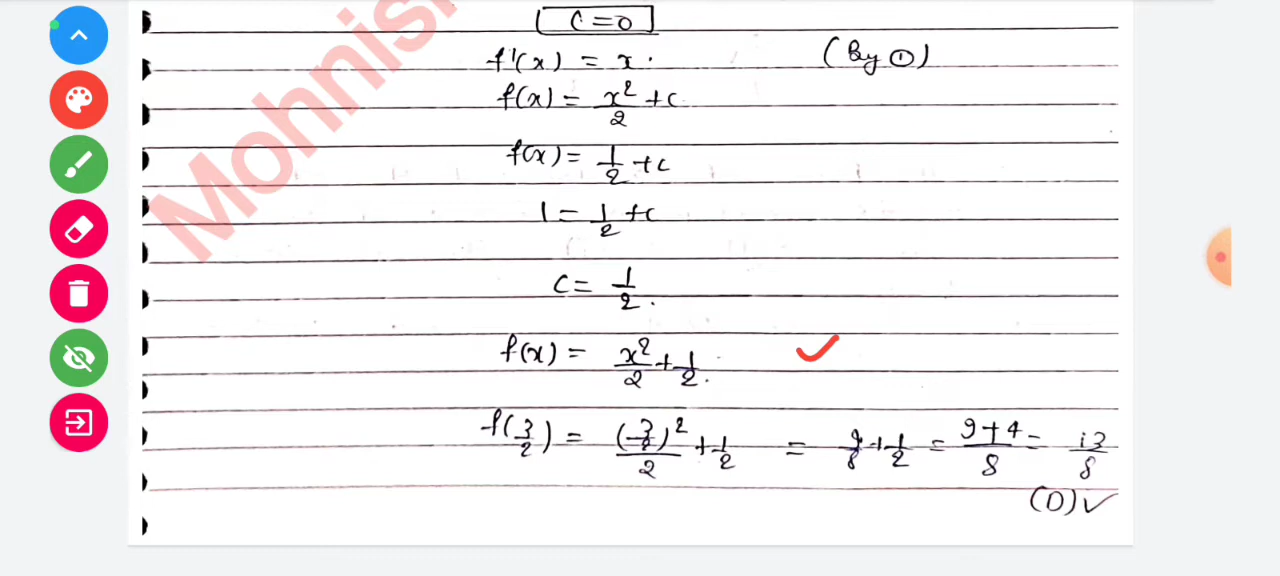 C=0
f'(x) = x. (By ①)
f(x) = x²/2 + c.
f(x) = 1/2 + c
1 = 1/2 + c
c = 1/2.
f(x) = x²/2 + 1/2. ✓
f(3/2) = (3/2)²/2 + 1/2 = 9/8 + 1/2 = 9+4/8 = 13/8
(D)✓
Mohnis